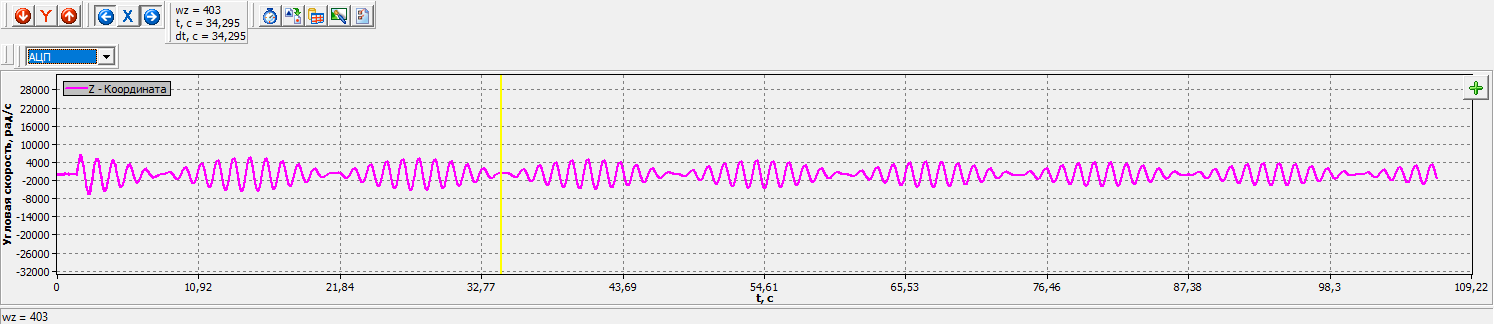 Y X
wz = 403
t, c = 34,295
dt, c = 34,295
АЦП
Z - Координата
Угловая скорость, рад/с
28000
22000
16000
10000
4000
-2000
-8000
-14000
-20000
-26000
-32000
0 10,92 21,84 32,77 43,69 54,61 65,53 76,46 87,38 98,3 109,22
t, c
wz = 403